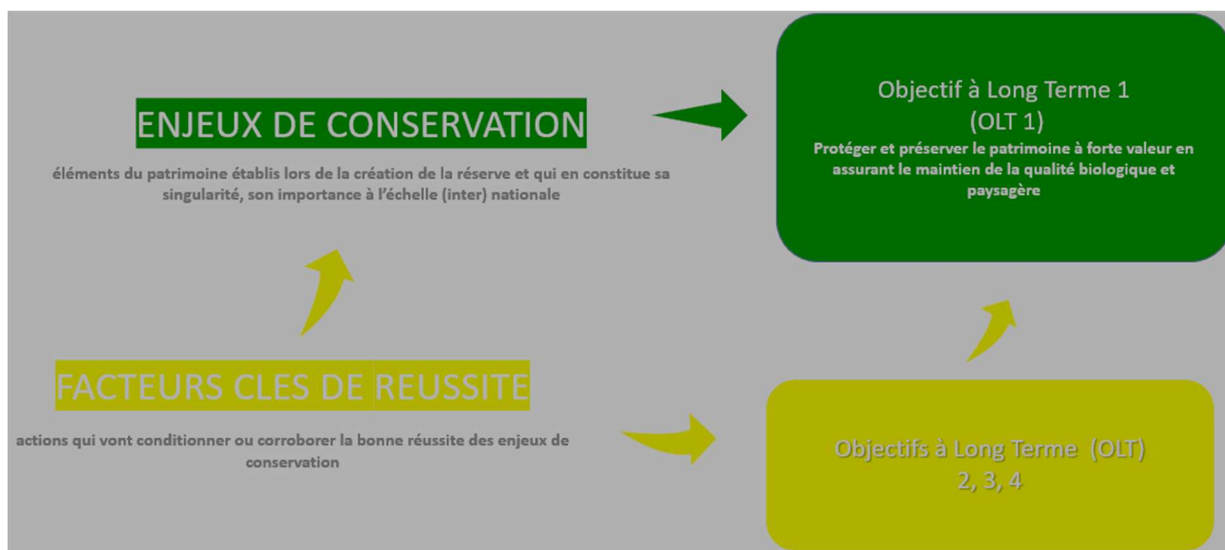 ENJEUX DE CONSERVATION
éléments du patrimoine établis lors de la création de la réserve et qui en constitue sa
singularité, son importance à l'échelle (inter) nationale
Objectif à Long Terme 1
(OLT 1)
Protéger et préserver le patrimoine à forte valeur en
assurant le maintien de la qualité biologique et
paysagère
FACTEURS CLES DE REUSSITE
actions qui vont conditionner ou corroborer la bonne réussite des enjeux de
conservation
Objectifs à Long Terme (OLT)
2, 3, 4